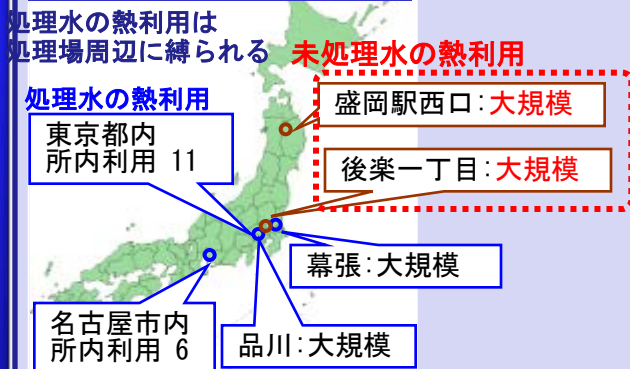 処理水の熱利用は
処理場周辺に縛られる
未処理水の熱利用
処理水の熱利用
盛岡駅西口:大規模
東京都内
所内利用 11
後楽一丁目:大規模
幕張:大規模
名古屋市内
所内利用 6
品川:大規模